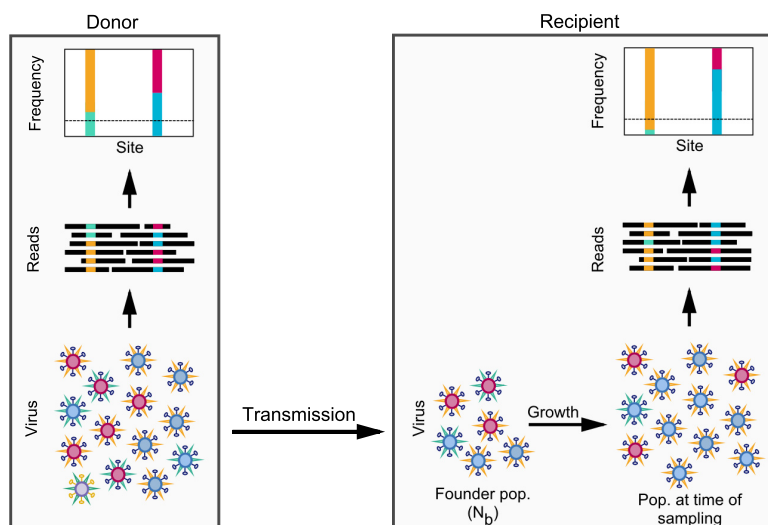 Donor
Frequency
Site
Reads
Virus
Transmission
Recipient
Frequency
Site
Reads
Virus
Growth
Founder pop.
(Nb)
Pop. at time of
sampling